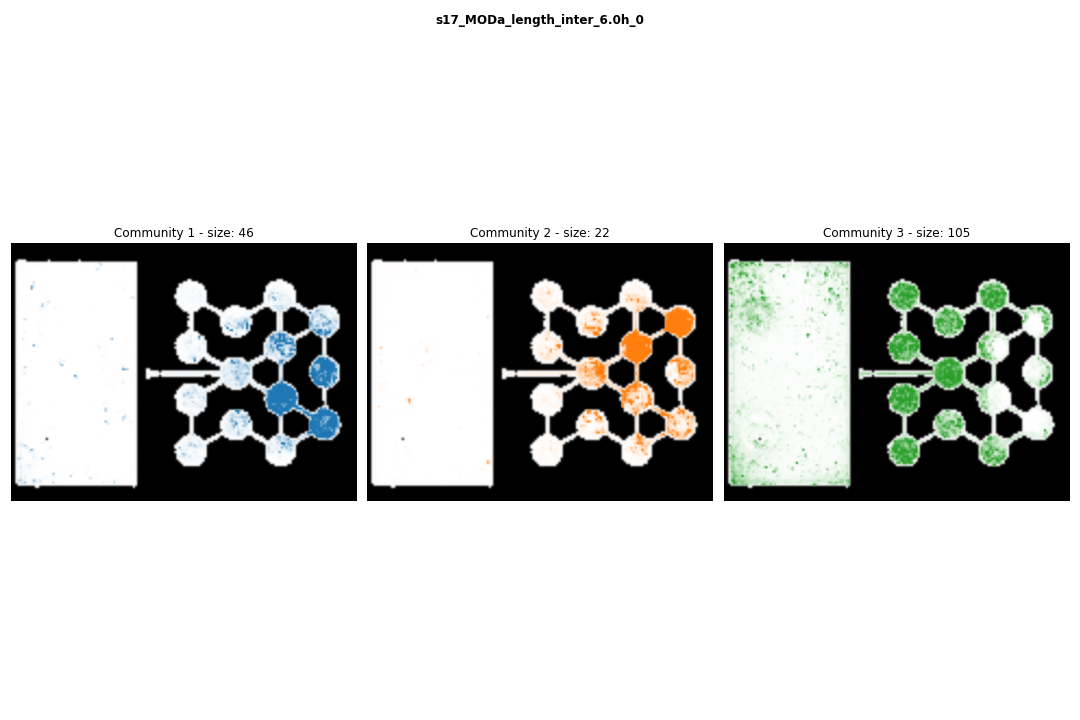 s17_MODa_length_inter_6.0h_0
Community 1 - size: 46
Community 2 - size: 22
Community 3 - size: 105